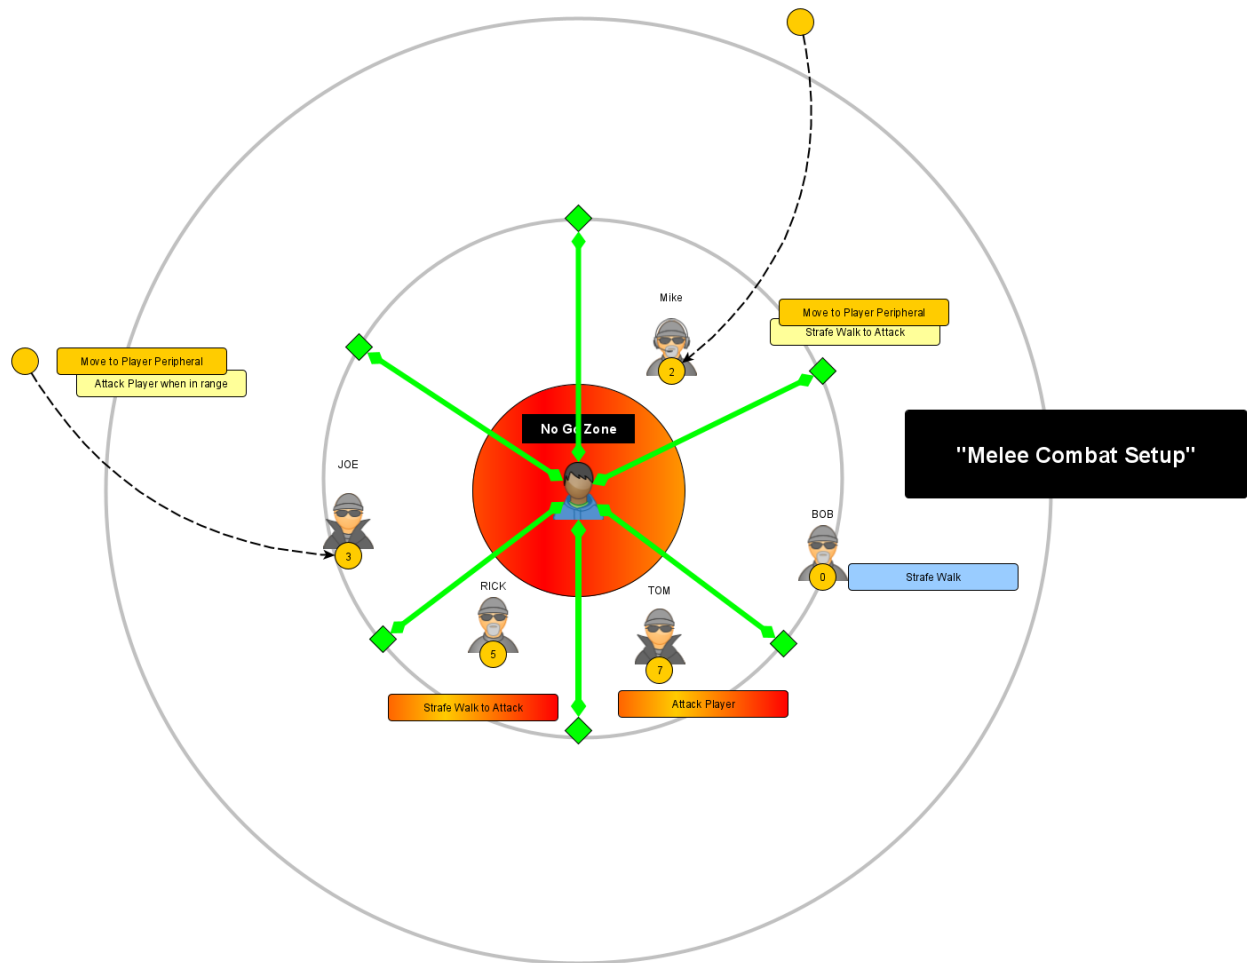 Mike
Move to Player Peripheral
Strafe Walk to Attack
2
Move to Player Peripheral
Attack Player when in range
No Go Zone
"Melee Combat Setup"
JOE
3
BOB
0
Strafe Walk
RICK
5
TOM
7
Strafe Walk to Attack
Attack Player